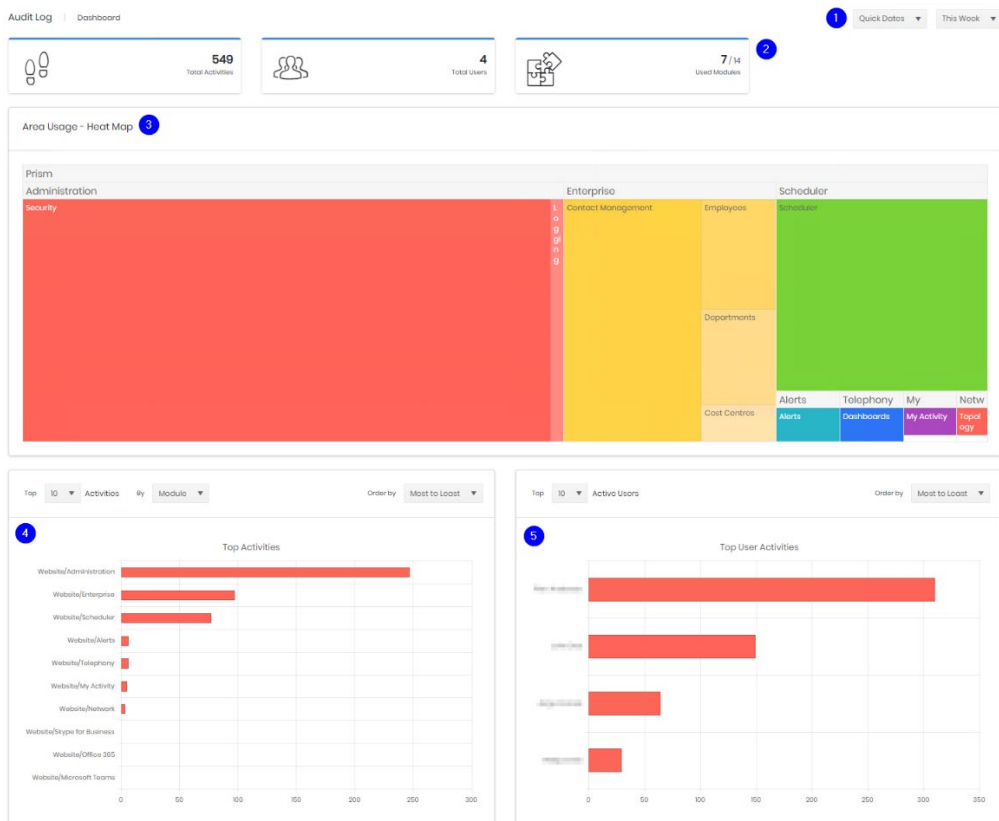 Audit Log | Dashboard
1 Quick Dates This Week
549
Total Activities
4
Total Users
7 / 14
Used Modules
2
Area Usage - Heat Map 3
Prism
Administration Enterprise Scheduler
Security Logging Contact Management Employees Scheduler
Departments
Alerts Telephony My Netw
Cost Centres Alerts Dashboards My Activity Topology
Top 10 Activities By Module Order by Most to Least
4
Top Activities
Website/Administration
Website/Enterprise
Website/Scheduler
Website/Alerts
Website/Telephony
Website/My Activity
Website/Network
Website/Skype for Business
Website/Office 365
Website/Microsoft Teams
0 50 100 150 200 250 300
Top 10 Active Users Order by Most to Least
5
Top User Activities
0 50 100 150 200 250 300 350